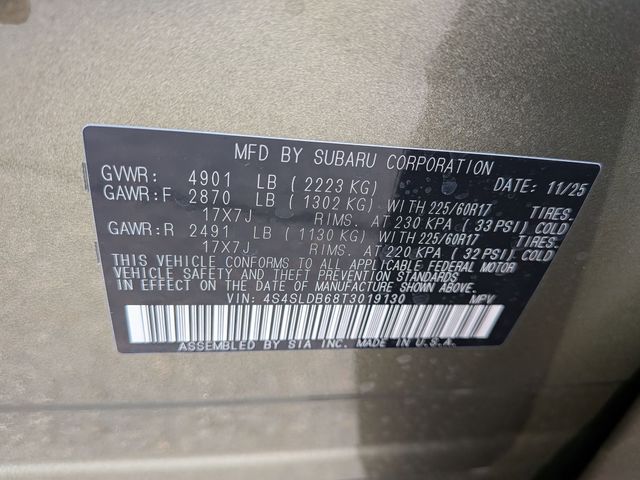 MFD BY SUBARU CORPORATION
GVWR: 4901 LB (2223 KG) DATE: 11/25
GAWR:F 2870 LB (1302 KG) WITH 225/60R17 TIRES.
17X7J RIMS. AT 230 KPA (33 PSI) COLD
GAWR:R 2491 LB (1130 KG) WITH 225/60R17 TIRES.
17X7J RIMS. AT 220 KPA (32 PSI) COLD
THIS VEHICLE CONFORMS TO ALL APPLICABLE FEDERAL MOTOR
VEHICLE SAFETY AND THEFT PREVENTION STANDARDS
IN EFFECT ON THE DATE OF MANUFACTURE SHOWN ABOVE.
VIN: 4S4SLDB68T3019130 MPV
ASSEMBLED BY SIA INC. MADE IN U.S.A.